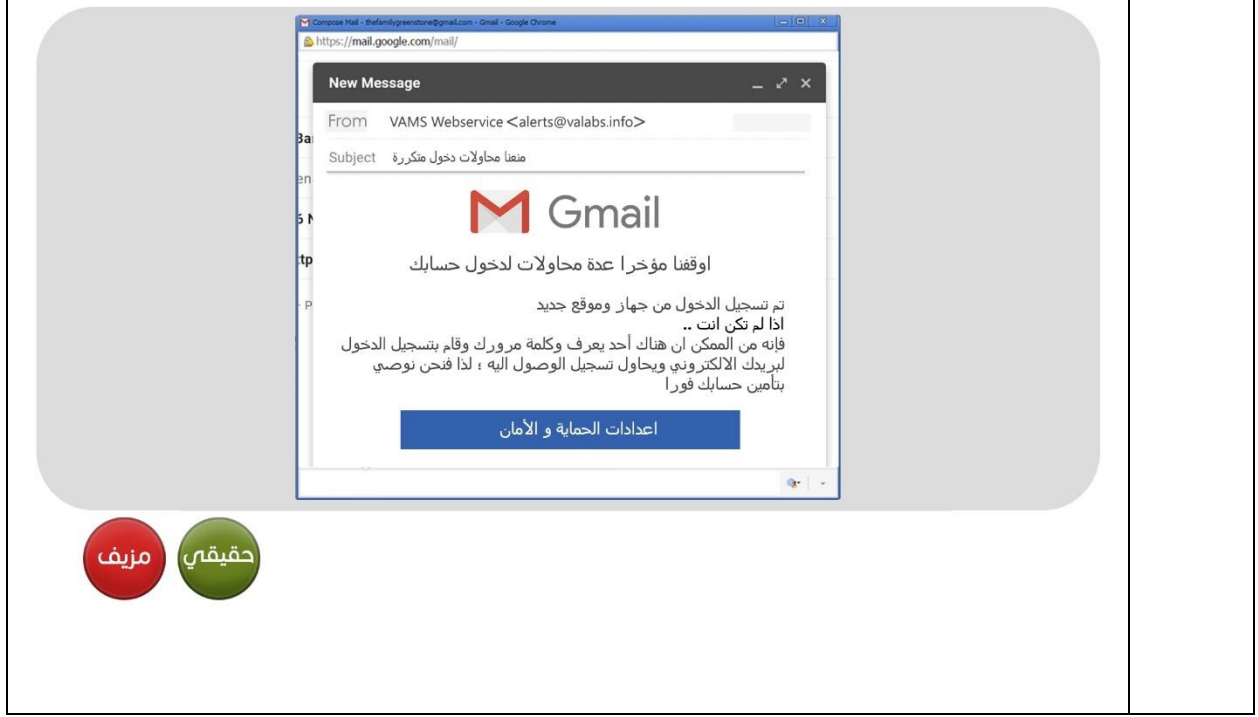 Compose Mail - thefamilygreenstone@gmail.com - Gmail - Google Chrome
https://mail.google.com/mail/
New Message
From VAMS Webservice <alerts@valabs.info>
Subject منعنا محاولات دخول متكررة
Gmail
اوقفنا مؤخرا عدة محاولات لدخول حسابك
تم تسجيل الدخول من جهاز وموقع جديد
اذا لم تكن انت ..
فإنه من الممكن ان هناك أحد يعرف وكلمة مرورك وقام بتسجيل الدخول
لبريدك الالكتروني ويحاول تسجيل الوصول اليه ؛ لذا فنحن نوصي
بتأمين حسابك فورا
اعدادات الحماية و الأمان
حقيقي
مزيف